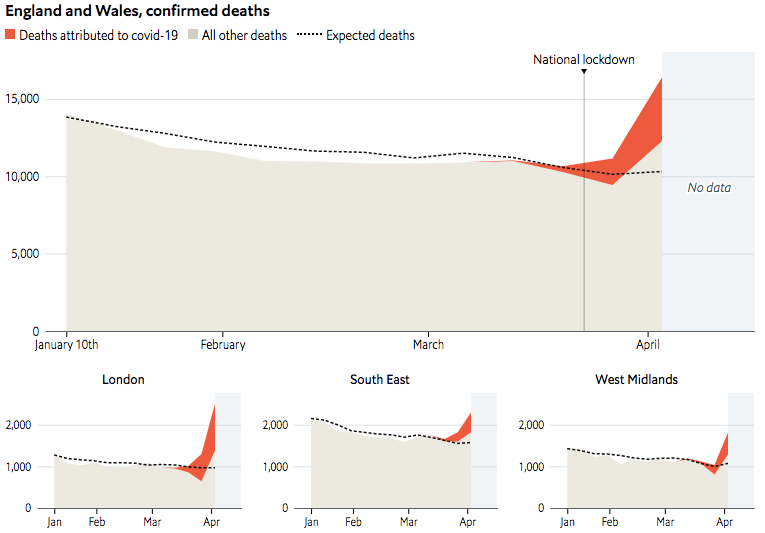 England and Wales, confirmed deaths
Deaths attributed to covid-19 All other deaths Expected deaths
National lockdown
15,000
10,000
No data
5,000
0
January 10th February March April
London South East West Midlands
2,000 2,000 2,000
1,000 1,000 1,000
0 0 0
Jan Feb Mar Apr Jan Feb Mar Apr Jan Feb Mar Apr